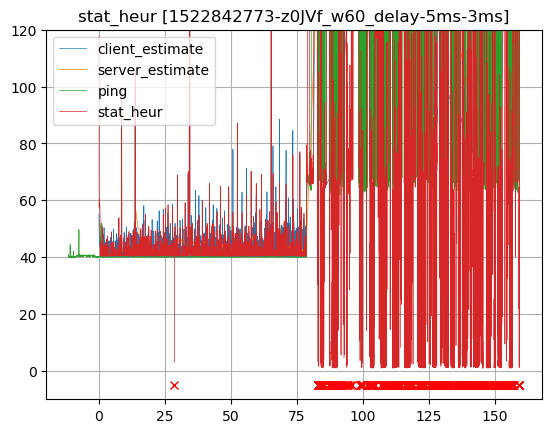 stat_heur [1522842773-z0JVf_w60_delay-5ms-3ms]
120
100
80
60
40
20
0
client_estimate
server_estimate
ping
stat_heur
0
25
50
75
100
125
150